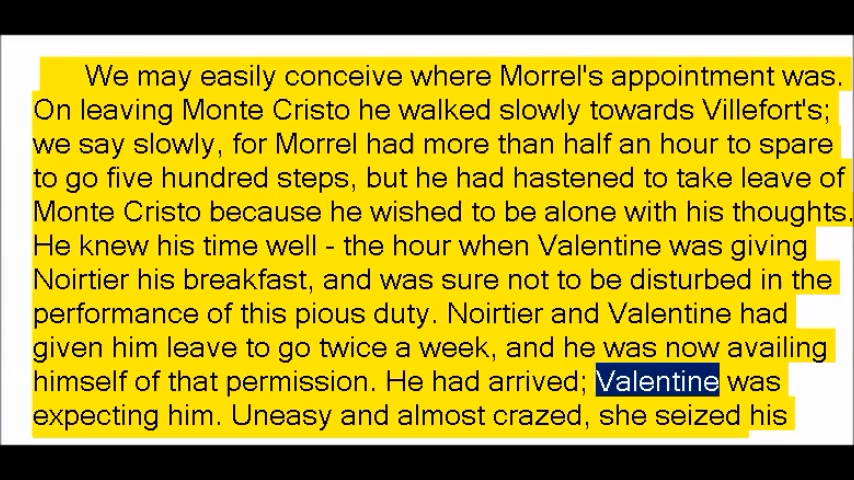 We may easily conceive where Morrel's appointment was.
On leaving Monte Cristo he walked slowly towards Villefort's;
we say slowly, for Morrel had more than half an hour to spare
to go five hundred steps, but he had hastened to take leave of
Monte Cristo because he wished to be alone with his thoughts.
He knew his time well - the hour when Valentine was giving
Noirtier his breakfast, and was sure not to be disturbed in the
performance of this pious duty. Noirtier and Valentine had
given him leave to go twice a week, and he was now availing
himself of that permission. He had arrived; Valentine was
expecting him. Uneasy and almost crazed, she seized his